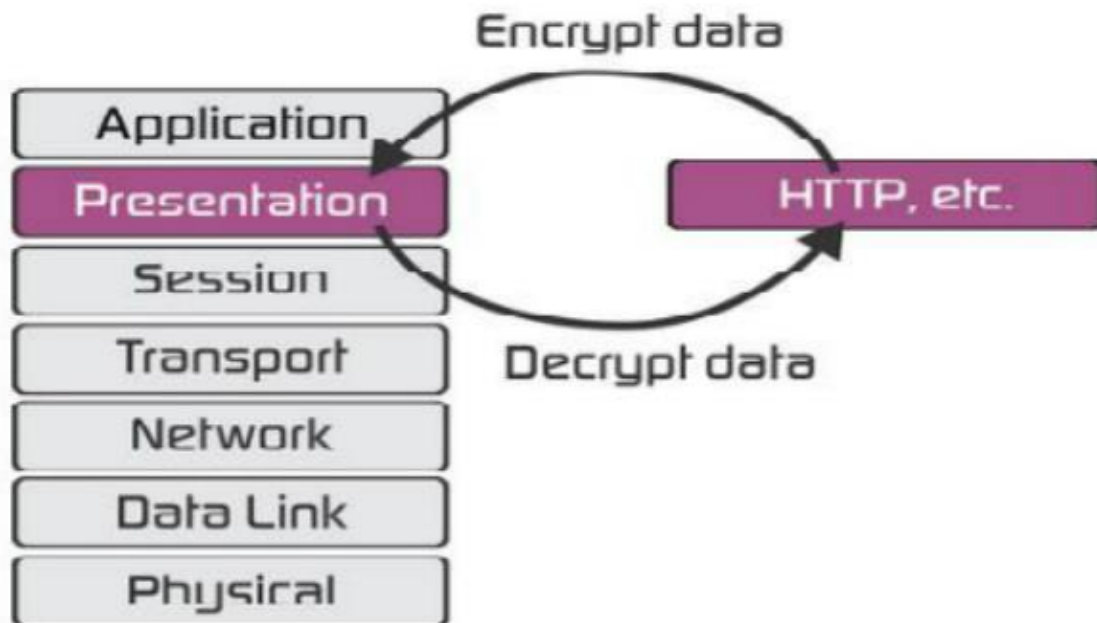 Encrypt data
Application
Presentation
HTTP, etc.
Session
Transport
Decrypt data
Network
Data Link
Physical